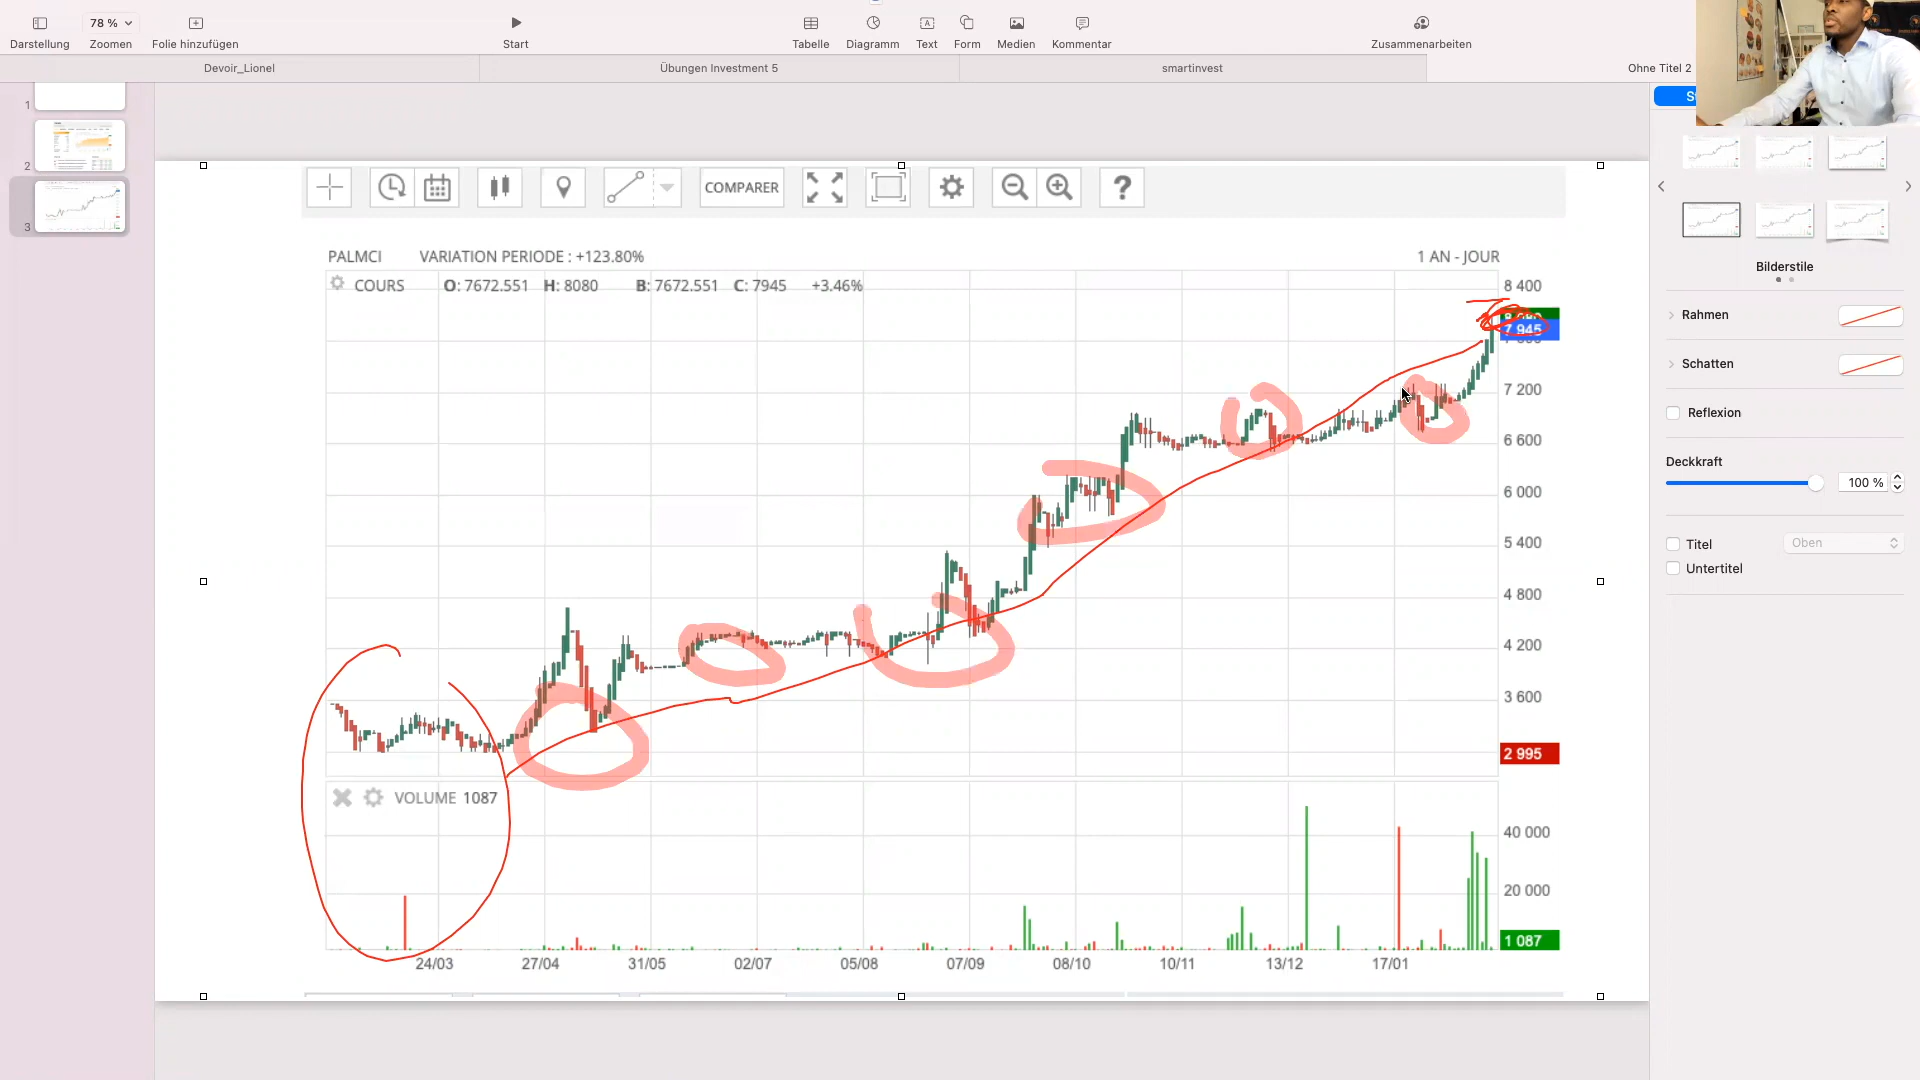 78 %
Darstellung Zoomen Folie hinzufügen Start Tabelle Diagramm Text Form Medien Kommentar Zusammenarbeiten
Devoir_Lionel Übungen Investment 5 smartinvest Ohne Titel 2
1
2
3
COMPARER
?
PALMCI VARIATION PERIODE : +123.80% 1 AN - JOUR
COURS O: 7672.551 H: 8080 B: 7672.551 C: 7945 +3.46%
8 400
7 945
7 200
6 600
6 000
5 400
4 800
4 200
3 600
2 995
VOLUME 1087
40 000
20 000
1 087
24/03 27/04 31/05 02/07 05/08 07/09 08/10 10/11 13/12 17/01
Bilderstile
Rahmen
Schatten
Reflexion
Deckkraft
100 %
Titel Oben
Untertitel